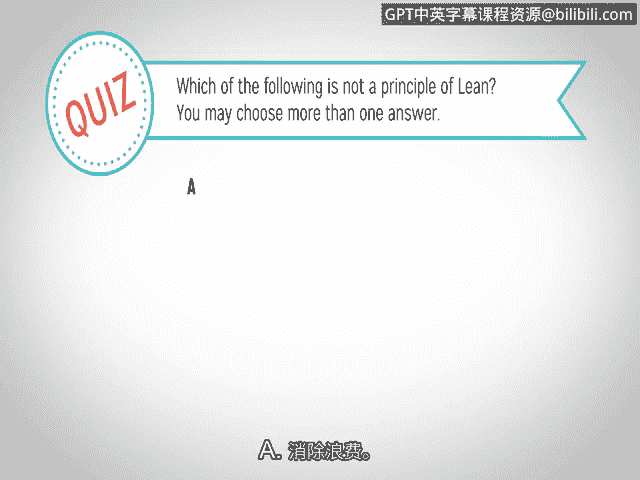 GPT中英字幕课程资源@bilibili.com
QUIZ
Which of the following is not a principle of Lean?
You may choose more than one answer.
A
A. 消除浪费。